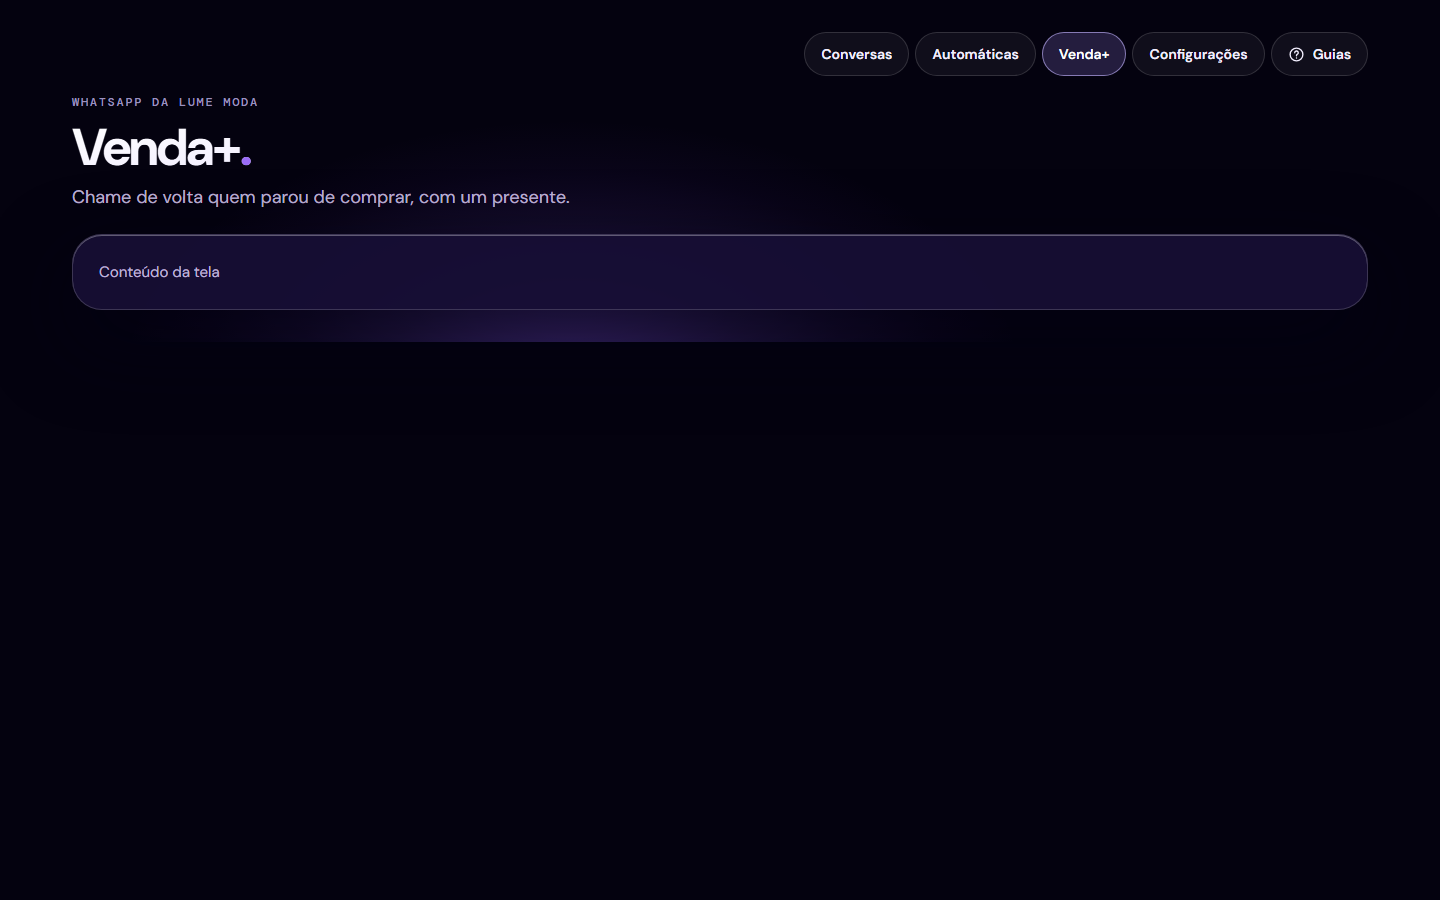 Conversas
Automáticas
Venda+
Configurações
Guias
WHATSAPP DA LUME MODA
Venda+.
Chame de volta quem parou de comprar, com um presente.
Conteúdo da tela